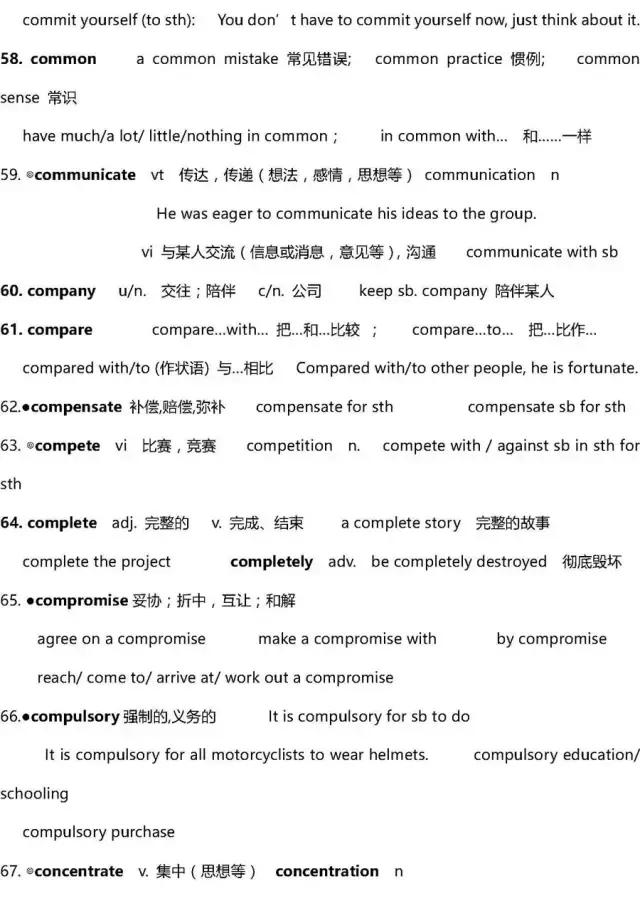 commit yourself (to sth): You don't have to commit yourself now, just think about it.
58. common a common mistake 常见错误; common practice 惯例; common
sense 常识
have much/a lot/ little/nothing in common； in common with... 和……一样
59. ◎communicate vt 传达，传递（想法，感情，思想等） communication n
He was eager to communicate his ideas to the group.
vi 与某人交流（信息或消息，意见等）, 沟通 communicate with sb
60. company u/n. 交往；陪伴 c/n. 公司 keep sb. company 陪伴某人
61. compare compare...with... 把...和...比较 ； compare...to... 把...比作...
compared with/to (作状语) 与...相比 Compared with/to other people, he is fortunate.
62.●compensate 补偿,赔偿,弥补 compensate for sth compensate sb for sth
63. ◎compete vi 比赛，竞赛 competition n. compete with / against sb in sth for
sth
64. complete adj. 完整的 v. 完成、结束 a complete story 完整的故事
complete the project completely adv. be completely destroyed 彻底毁坏
65. ●compromise 妥协；折中，互让；和解
agree on a compromise make a compromise with by compromise
reach/ come to/ arrive at/ work out a compromise
66.●compulsory 强制的,义务的 It is compulsory for sb to do
It is compulsory for all motorcyclists to wear helmets. compulsory education/
schooling
compulsory purchase
67. ◎concentrate v. 集中（思想等） concentration n